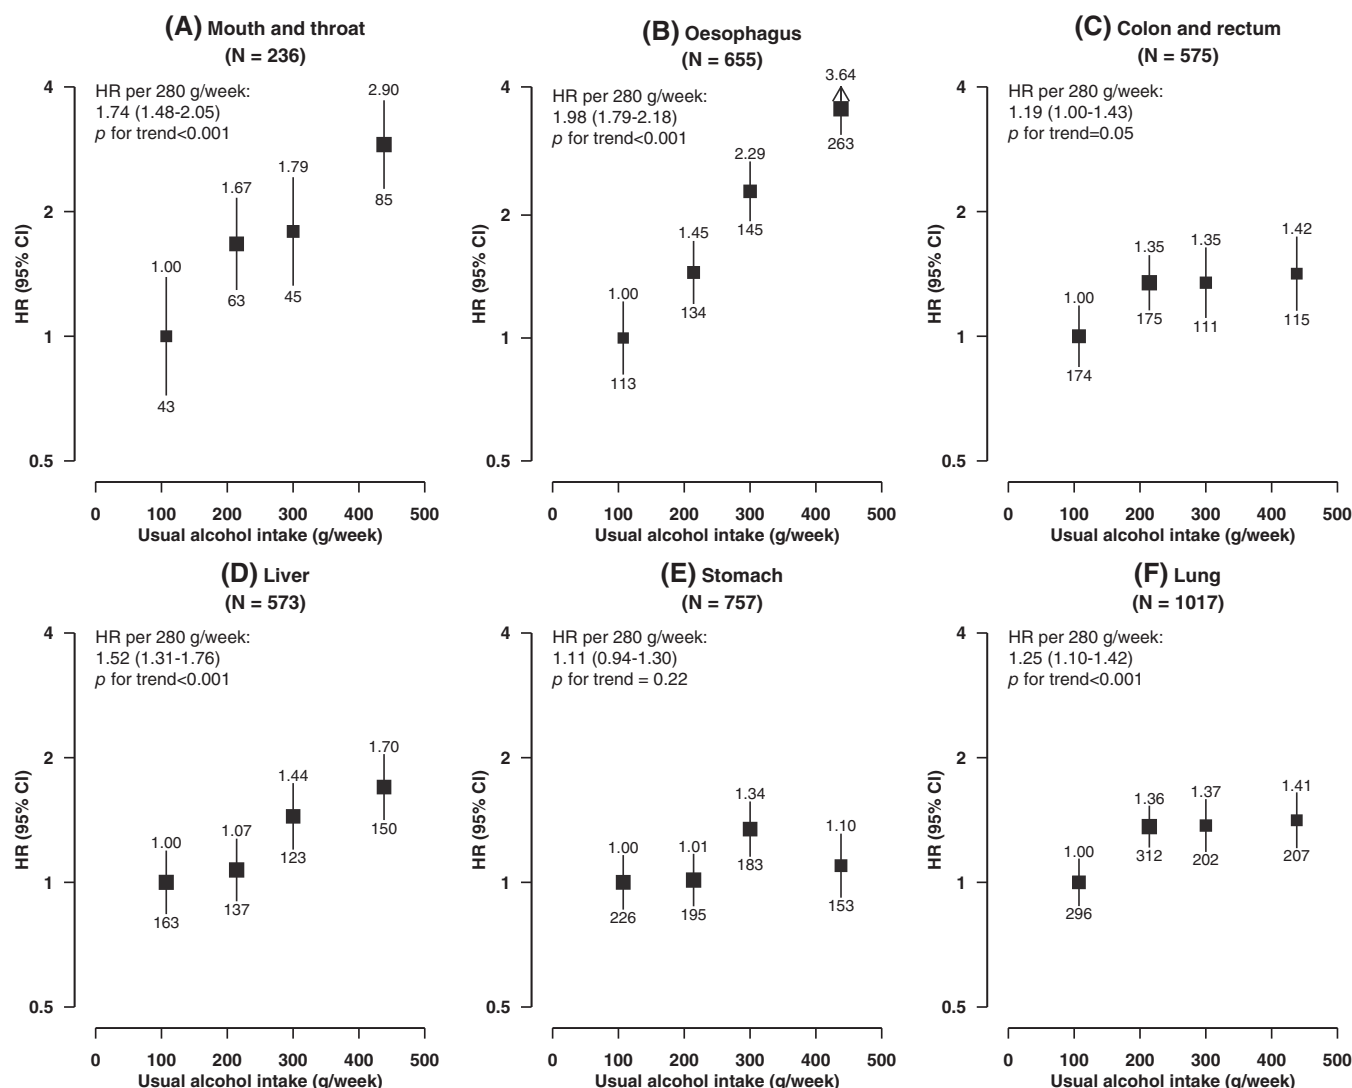 (A) Mouth and throat
(N = 236)
HR per 280 g/week:
1.74 (1.48-2.05)
p for trend<0.001
HR (95% CI)
4
2
1
0.5
1.00
43
1.67
63
1.79
45
2.90
85
0 100 200 300 400 500
Usual alcohol intake (g/week)
(B) Oesophagus
(N = 655)
HR per 280 g/week:
1.98 (1.79-2.18)
p for trend<0.001
HR (95% CI)
4
2
1
0.5
1.00
113
1.45
134
2.29
145
3.64
263
0 100 200 300 400 500
Usual alcohol intake (g/week)
(C) Colon and rectum
(N = 575)
HR per 280 g/week:
1.19 (1.00-1.43)
p for trend=0.05
HR (95% CI)
4
2
1
0.5
1.00
174
1.35
175
1.35
111
1.42
115
0 100 200 300 400 500
Usual alcohol intake (g/week)
(D) Liver
(N = 573)
HR per 280 g/week:
1.52 (1.31-1.76)
p for trend<0.001
HR (95% CI)
4
2
1
0.5
1.00
163
1.07
137
1.44
123
1.70
150
0 100 200 300 400 500
Usual alcohol intake (g/week)
(E) Stomach
(N = 757)
HR per 280 g/week:
1.11 (0.94-1.30)
p for trend = 0.22
HR (95% CI)
4
2
1
0.5
1.00
226
1.01
195
1.34
183
1.10
153
0 100 200 300 400 500
Usual alcohol intake (g/week)
(F) Lung
(N = 1017)
HR per 280 g/week:
1.25 (1.10-1.42)
p for trend<0.001
HR (95% CI)
4
2
1
0.5
1.00
296
1.36
312
1.37
202
1.41
207
0 100 200 300 400 500
Usual alcohol intake (g/week)